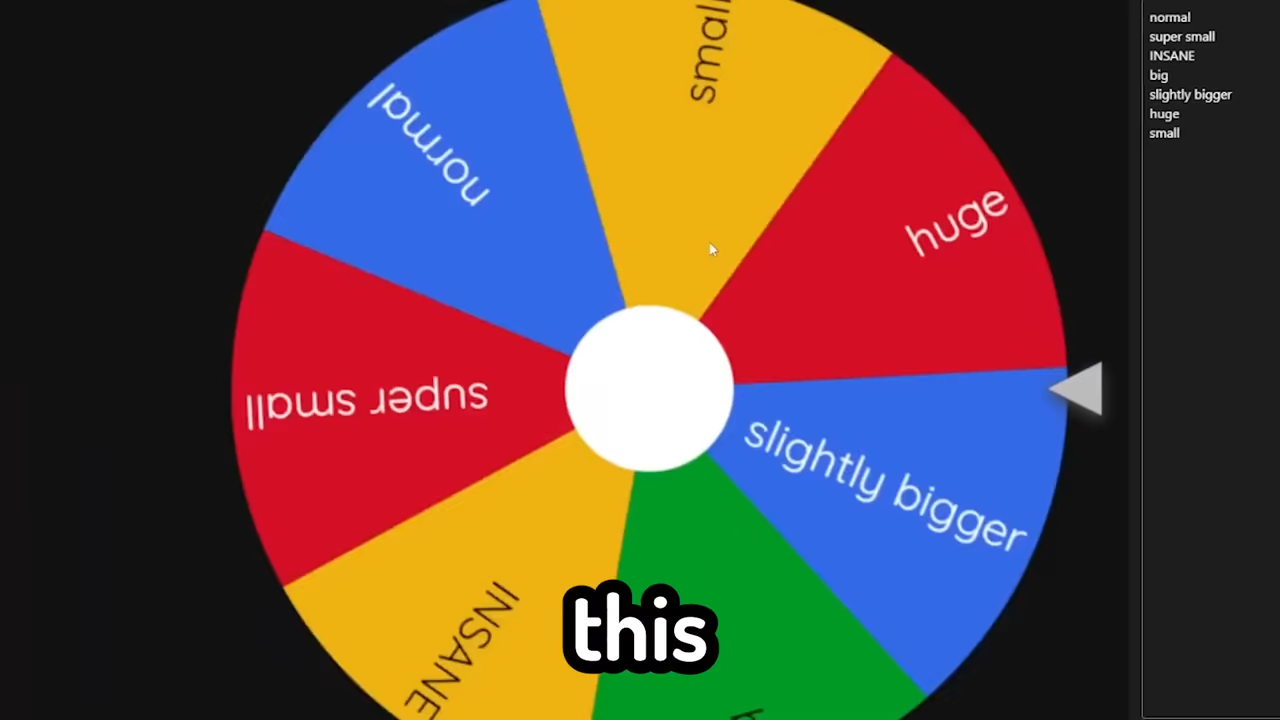 normal
super small
INSANE
big
slightly bigger
huge
small
small
normal
huge
super small
slightly bigger
INSANE
this